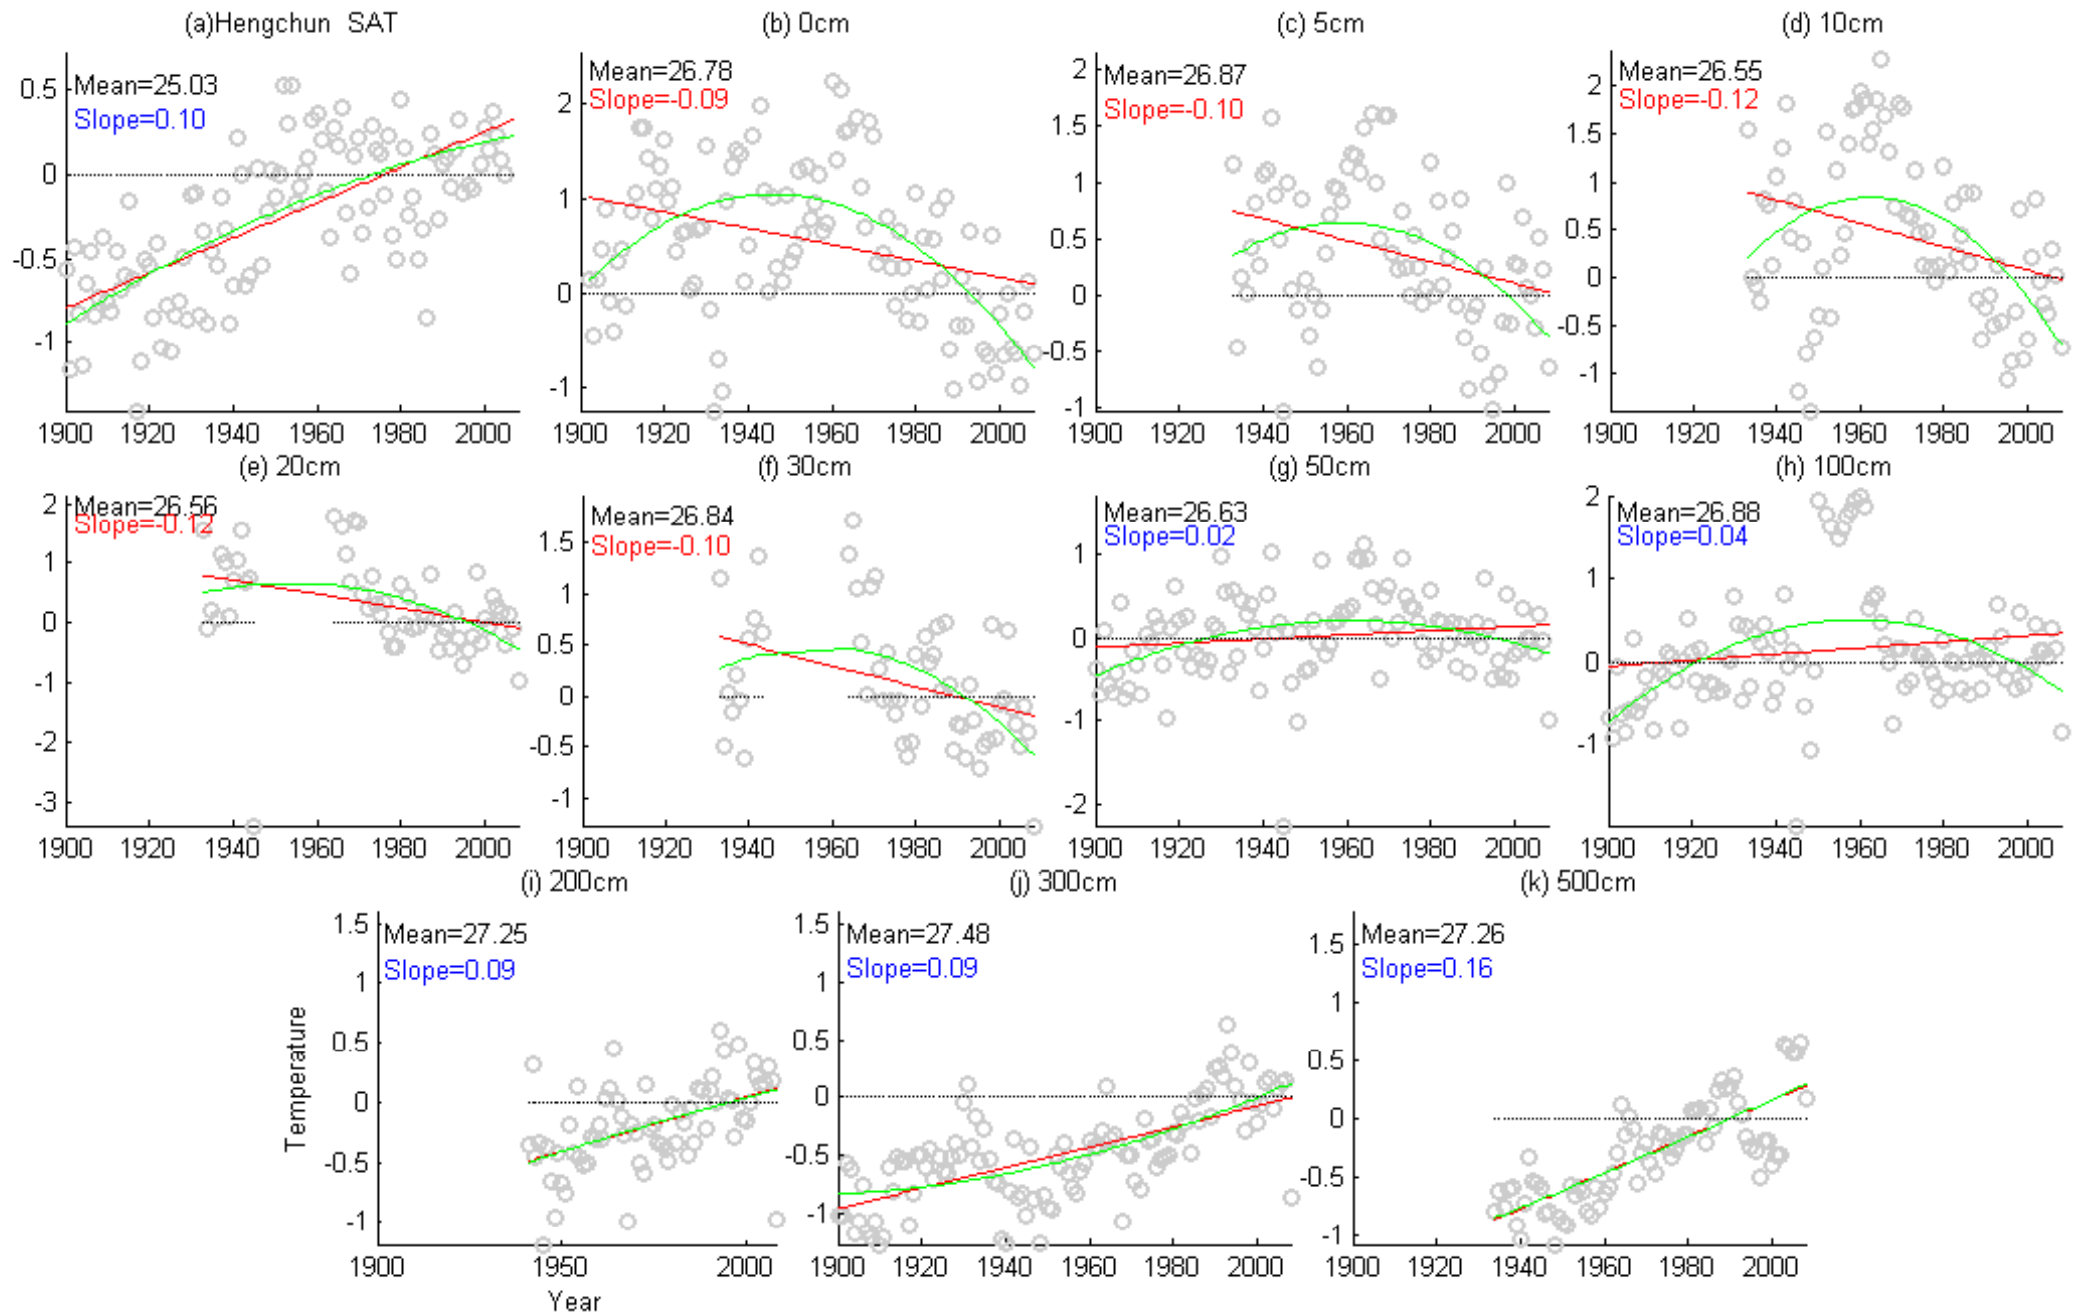 (a)Hengchun SAT
(b) 0cm
(c) 5cm
(d) 10cm
Mean=25.03
Slope=0.10
0.5
0
-0.5
-1
1900 1920 1940 1960 1980 2000
Mean=26.78
Slope=-0.09
2
1
0
-1
1900 1920 1940 1960 1980 2000
Mean=26.87
Slope=-0.10
2
1.5
1
0.5
0
-0.5
-1
1900 1920 1940 1960 1980 2000
Mean=26.55
Slope=-0.12
2
1.5
1
0.5
0
-0.5
-1
1900 1920 1940 1960 1980 2000
(e) 20cm
(f) 30cm
(g) 50cm
(h) 100cm
Mean=26.56
Slope=-0.12
2
1
0
-1
-2
-3
1900 1920 1940 1960 1980 2000
Mean=26.84
Slope=-0.10
1.5
1
0.5
0
-0.5
-1
1900 1920 1940 1960 1980 2000
Mean=26.63
Slope=0.02
1
0
-1
-2
1900 1920 1940 1960 1980 2000
Mean=26.88
Slope=0.04
2
1
0
-1
1900 1920 1940 1960 1980 2000
(i) 200cm
(j) 300cm
(k) 500cm
Mean=27.25
Slope=0.09
1.5
1
0.5
0
-0.5
-1
1900 1950 2000
Temperature
Year
Mean=27.48
Slope=0.09
1.5
1
0.5
0
-0.5
-1
1900 1920 1940 1960 1980 2000
Mean=27.26
Slope=0.16
1.5
1
0.5
0
-0.5
-1
1900 1920 1940 1960 1980 2000